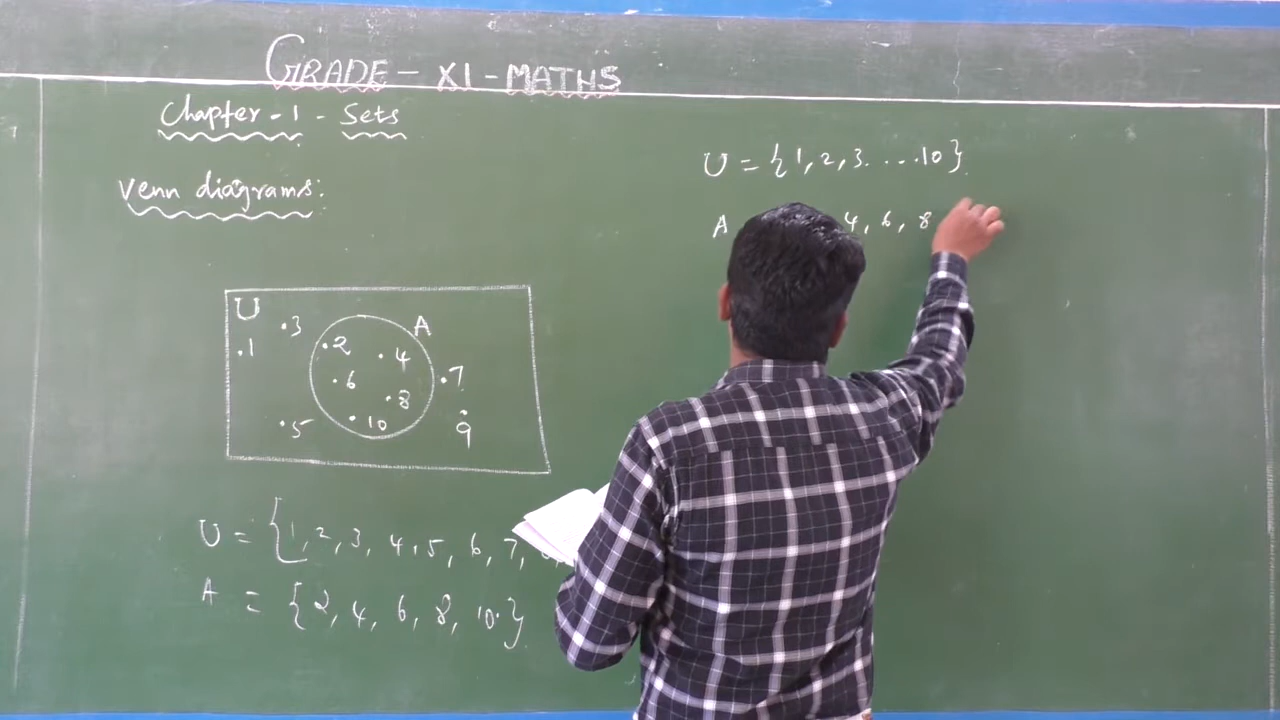 GRADE - XI - MATHS
Chapter - 1 - Sets
Venn diagrams:
U
.3
.1
A
.2
.4
.6
.8
.10
.7
.5
.9
U = {1, 2, 3, 4, 5, 6, 7,
A = {2, 4, 6, 8, 10.}
U = {1, 2, 3. ....10}
A 4, 6, 8